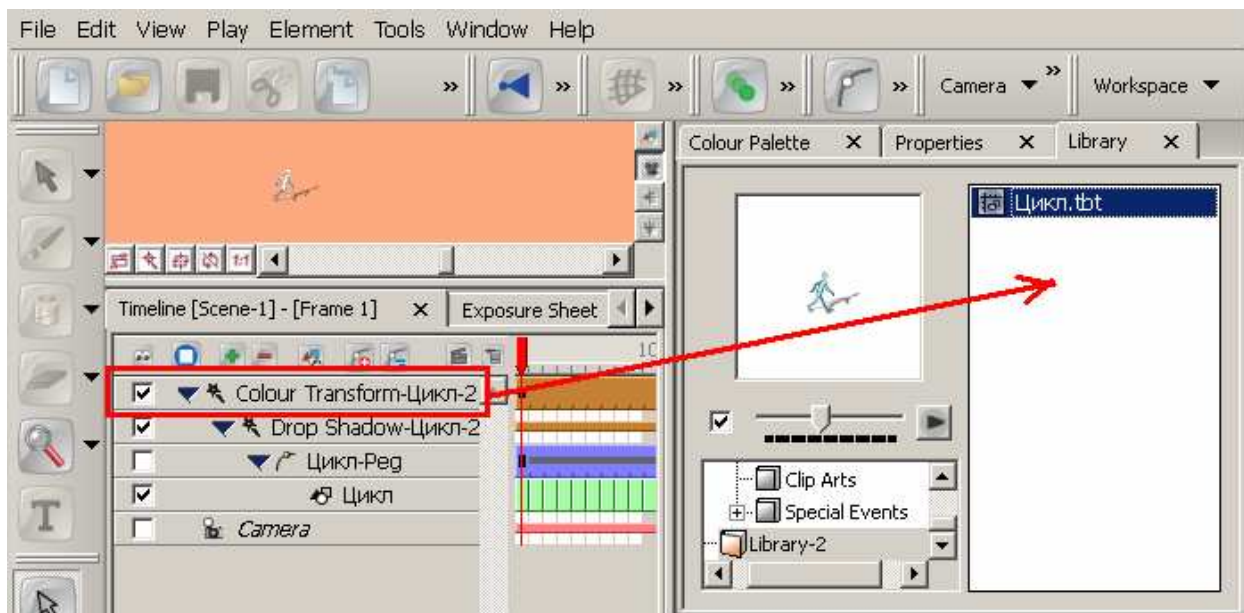 File Edit View Play Element Tools Window Help
» » » » » Camera » Workspace
Colour Palette Properties Library
Цикл.tbt
1:1
Timeline [Scene-1] - [Frame 1] Exposure Sheet
10
Colour Transform-Цикл-2
Drop Shadow-Цикл-2
Цикл-Peg
Цикл
Camera
Clip Arts
Special Events
Library-2
T